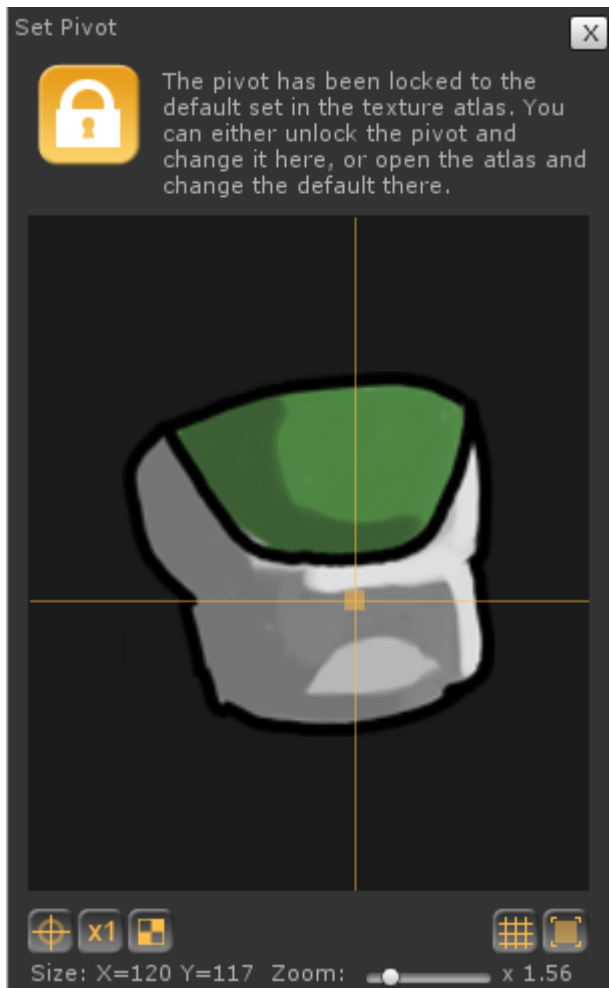 Set Pivot
X
The pivot has been locked to the
default set in the texture atlas. You
can either unlock the pivot and
change it here, or open the atlas and
change the default there.
x1
Size: X=120 Y=117 Zoom: x 1.56